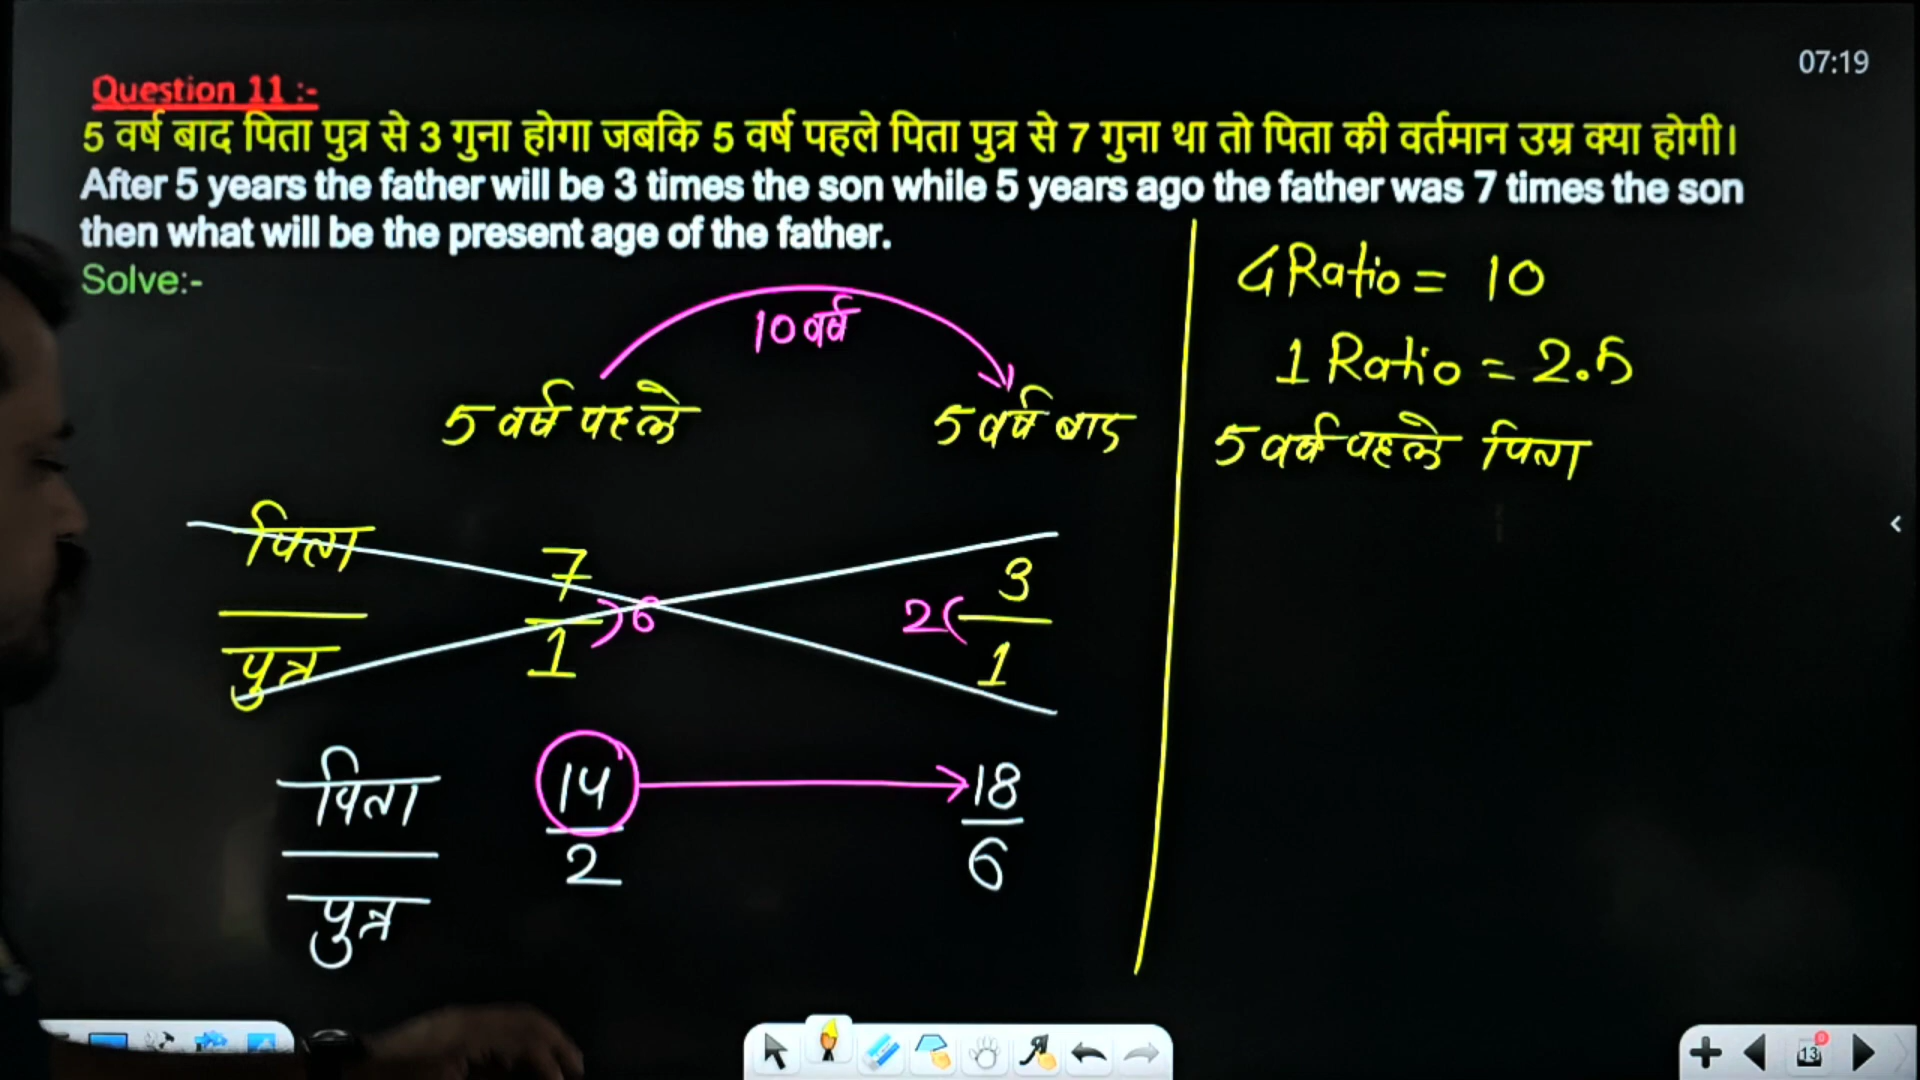 07:19
Question 11 :-
5 वर्ष बाद पिता पुत्र से 3 गुना होगा जबकि 5 वर्ष पहले पिता पुत्र से 7 गुना था तो पिता की वर्तमान उम्र क्या होगी।
After 5 years the father will be 3 times the son while 5 years ago the father was 7 times the son
then what will be the present age of the father.
Solve:-
10 वर्ष
5 वर्ष पहले 5 वर्ष बाद
पिता 7 3
)6 2(
पुत्र 1 1
पिता 14 18
पुत्र 2 6
4 Ratio = 10
1 Ratio = 2.5
5 वर्ष पहले पिता
13